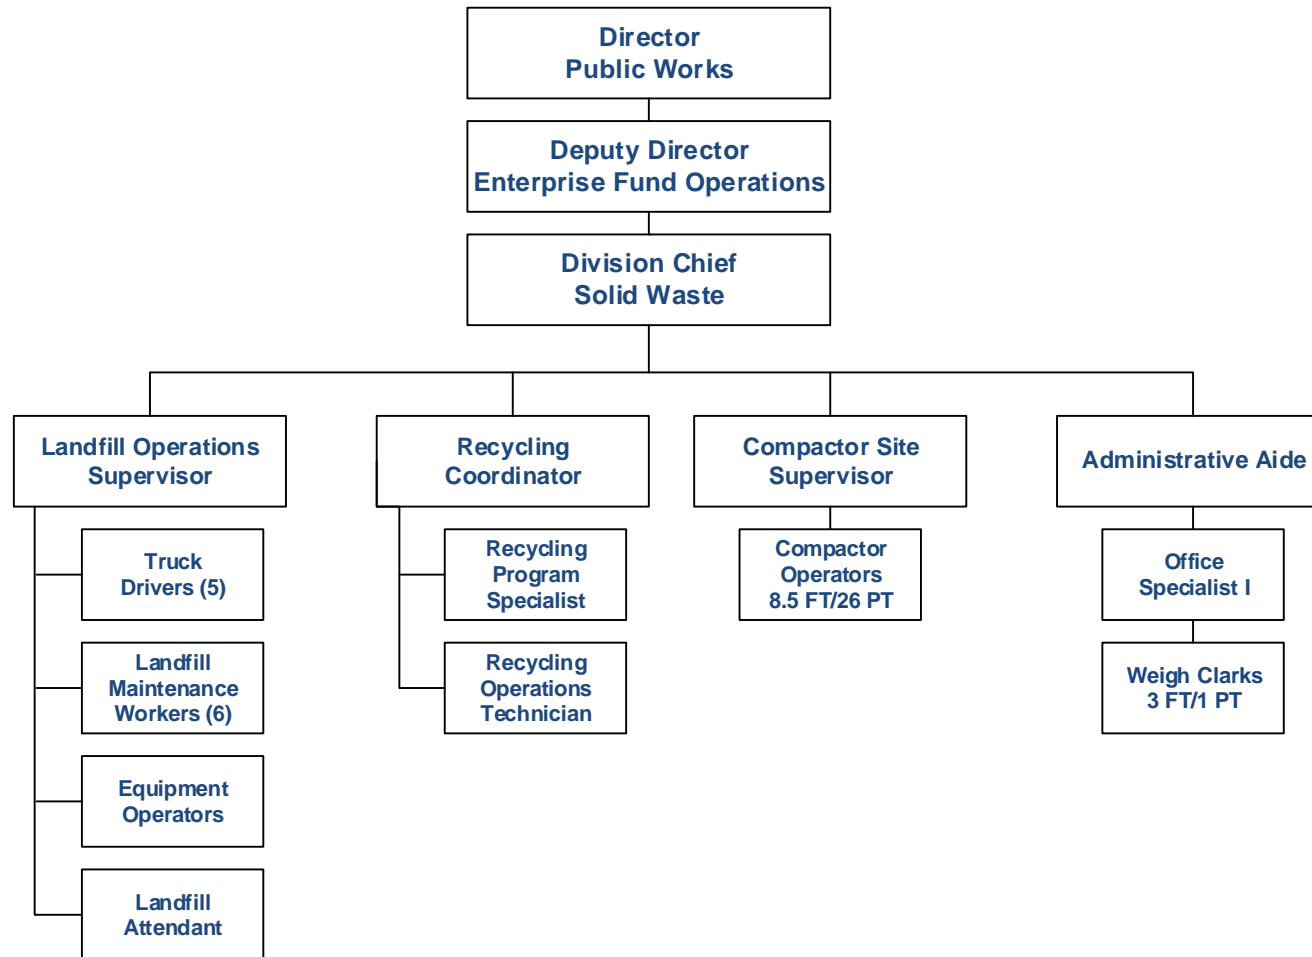 Director
Public Works
Deputy Director
Enterprise Fund Operations
Division Chief
Solid Waste
Landfill Operations
Supervisor
Recycling
Coordinator
Compactor Site
Supervisor
Administrative Aide
Truck
Drivers (5)
Landfill
Maintenance
Workers (6)
Equipment
Operators
Landfill
Attendant
Recycling
Program
Specialist
Recycling
Operations
Technician
Compactor
Operators
8.5 FT/26 PT
Office
Specialist I
Weigh Clarks
3 FT/1 PT